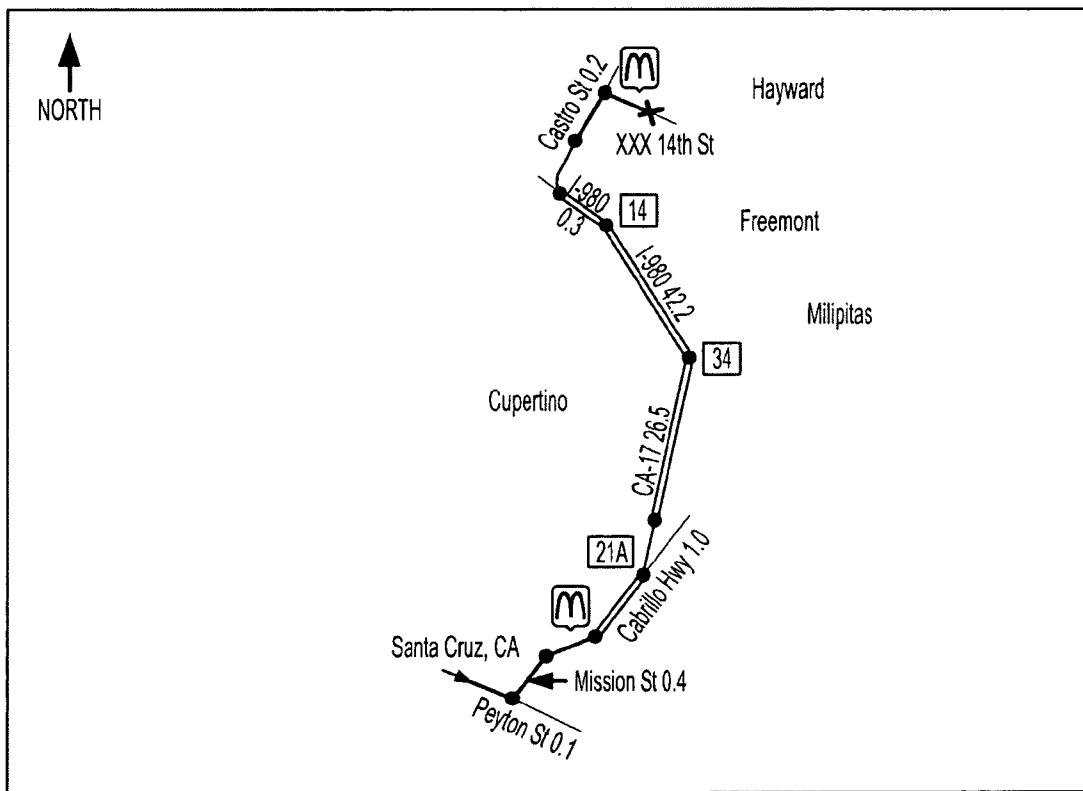 NORTH
Castro St 0.2
Hayward
XXX 14th St
I-980
0.3
14
Freemont
I-980 42.2
Milipitas
34
Cupertino
CA-17 26.5
21A
Cabrillo Hwy 1.0
Santa Cruz, CA
Mission St 0.4
Peyton St 0.1